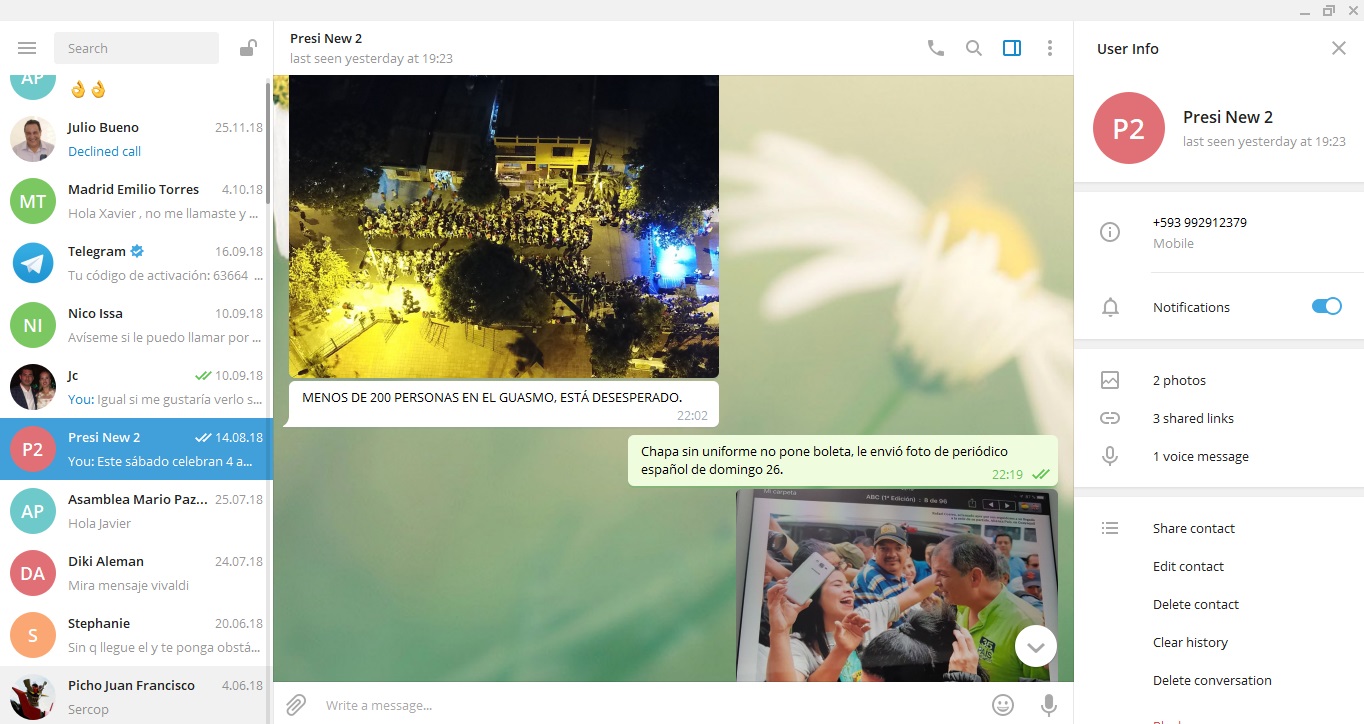 Search
AP
👌👌
Julio Bueno 25.11.18
Declined call
MT
Madrid Emilio Torres 4.10.18
Hola Xavier , no me llamaste y ...
Telegram 16.09.18
Tu código de activación: 63664 ...
NI
Nico Issa 10.09.18
Avíseme si le puedo llamar por ...
Jc 10.09.18
You: Igual si me gustaría verlo s...
P2
Presi New 2 14.08.18
You: Este sábado celebran 4 a...
AP
Asamblea Mario Paz... 25.07.18
Hola Javier
DA
Diki Aleman 24.07.18
Mira mensaje vivaldi
S
Stephanie 20.06.18
Sin q llegue el y te ponga obstá...
Picho Juan Francisco 4.06.18
Sercop
Presi New 2
last seen yesterday at 19:23
MENOS DE 200 PERSONAS EN EL GUASMO, ESTÁ DESESPERADO.
22:02
Chapa sin uniforme no pone boleta, le envió foto de periódico
español de domingo 26.
22:19
Mi carpeta
ABC (1ª Edición) : 8 de 96
35
PAIS
Write a message...
User Info
P2
Presi New 2
last seen yesterday at 19:23
+593 992912379
Mobile
Notifications
2 photos
3 shared links
1 voice message
Share contact
Edit contact
Delete contact
Clear history
Delete conversation